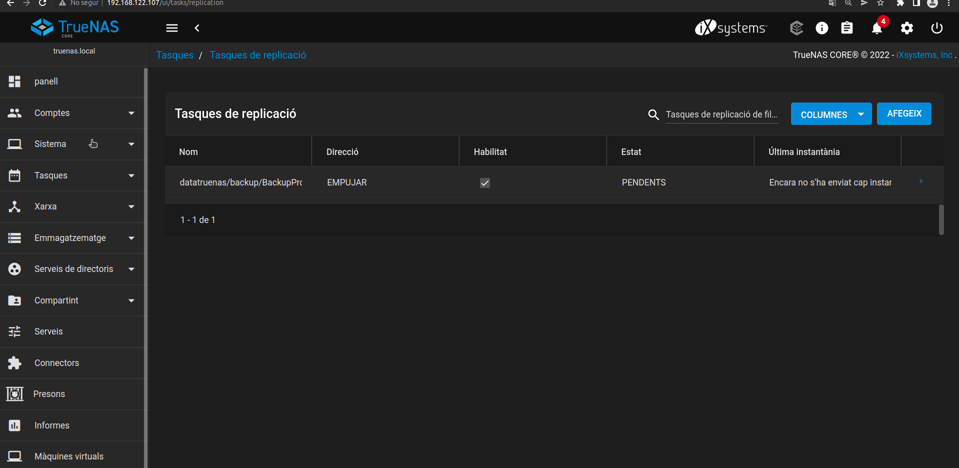 No segur
192.168.122.107/ui/tasks/replication
TrueNAS
CORE
iXsystems
4
truenas.local
Tasques / Tasques de replicació
TrueNAS CORE® © 2022 - iXsystems, Inc .
panell
Comptes
Sistema
Tasques
Xarxa
Emmagatzematge
Serveis de directoris
Compartint
Serveis
Connectors
Presons
Informes
Màquines virtuals
Tasques de replicació
Tasques de replicació de fil...
COLUMNES
AFEGEIX
Nom
Direcció
Habilitat
Estat
Última instantània
datatruenas/backup/BackupPro
EMPUJAR
PENDENTS
Encara no s'ha enviat cap instar
1 - 1 de 1